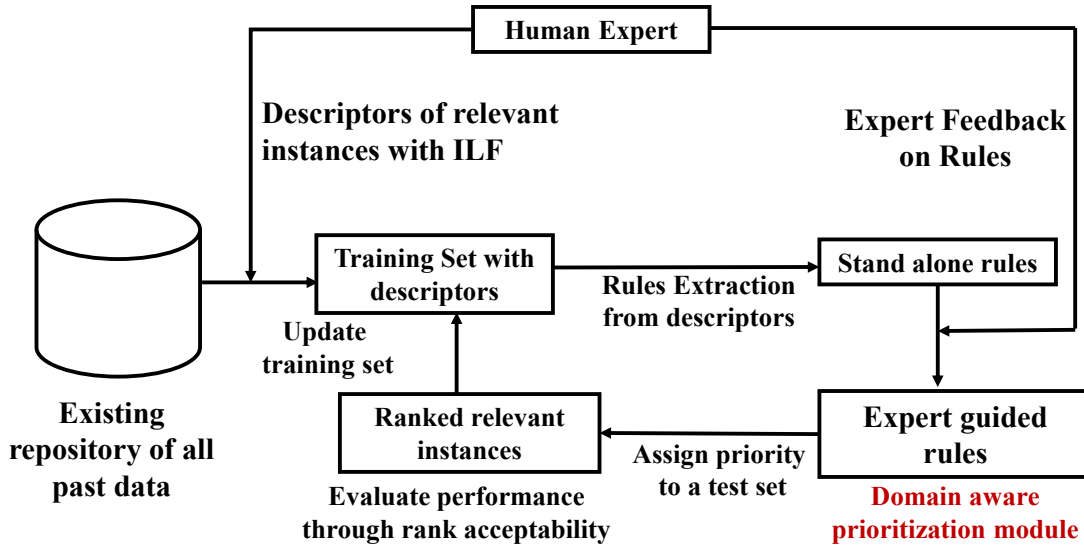 Human Expert
Descriptors of relevant
instances with ILF
Expert Feedback
on Rules
Training Set with
descriptors
Stand alone rules
Rules Extraction
from descriptors
Update
training set
Existing
repository of all
past data
Ranked relevant
instances
Expert guided
rules
Assign priority
to a test set
Evaluate performance
through rank acceptability
Domain aware
prioritization module